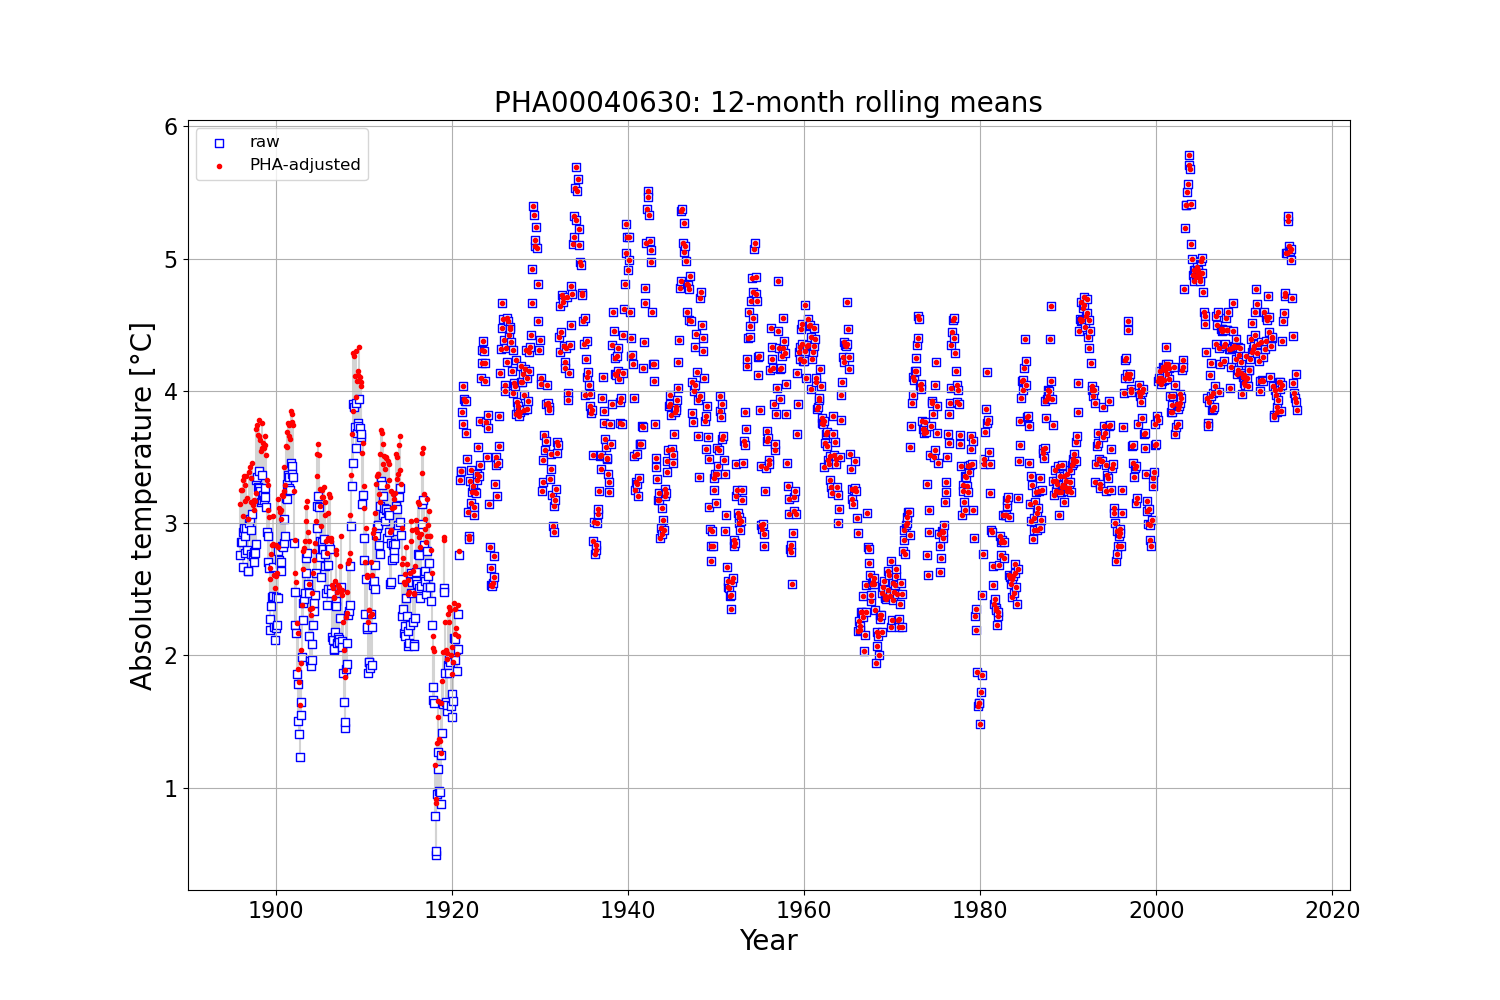 PHA00040630: 12-month rolling means
raw
PHA-adjusted
6
5
4
3
2
1
Absolute temperature [°C]
1900 1920 1940 1960 1980 2000 2020
Year